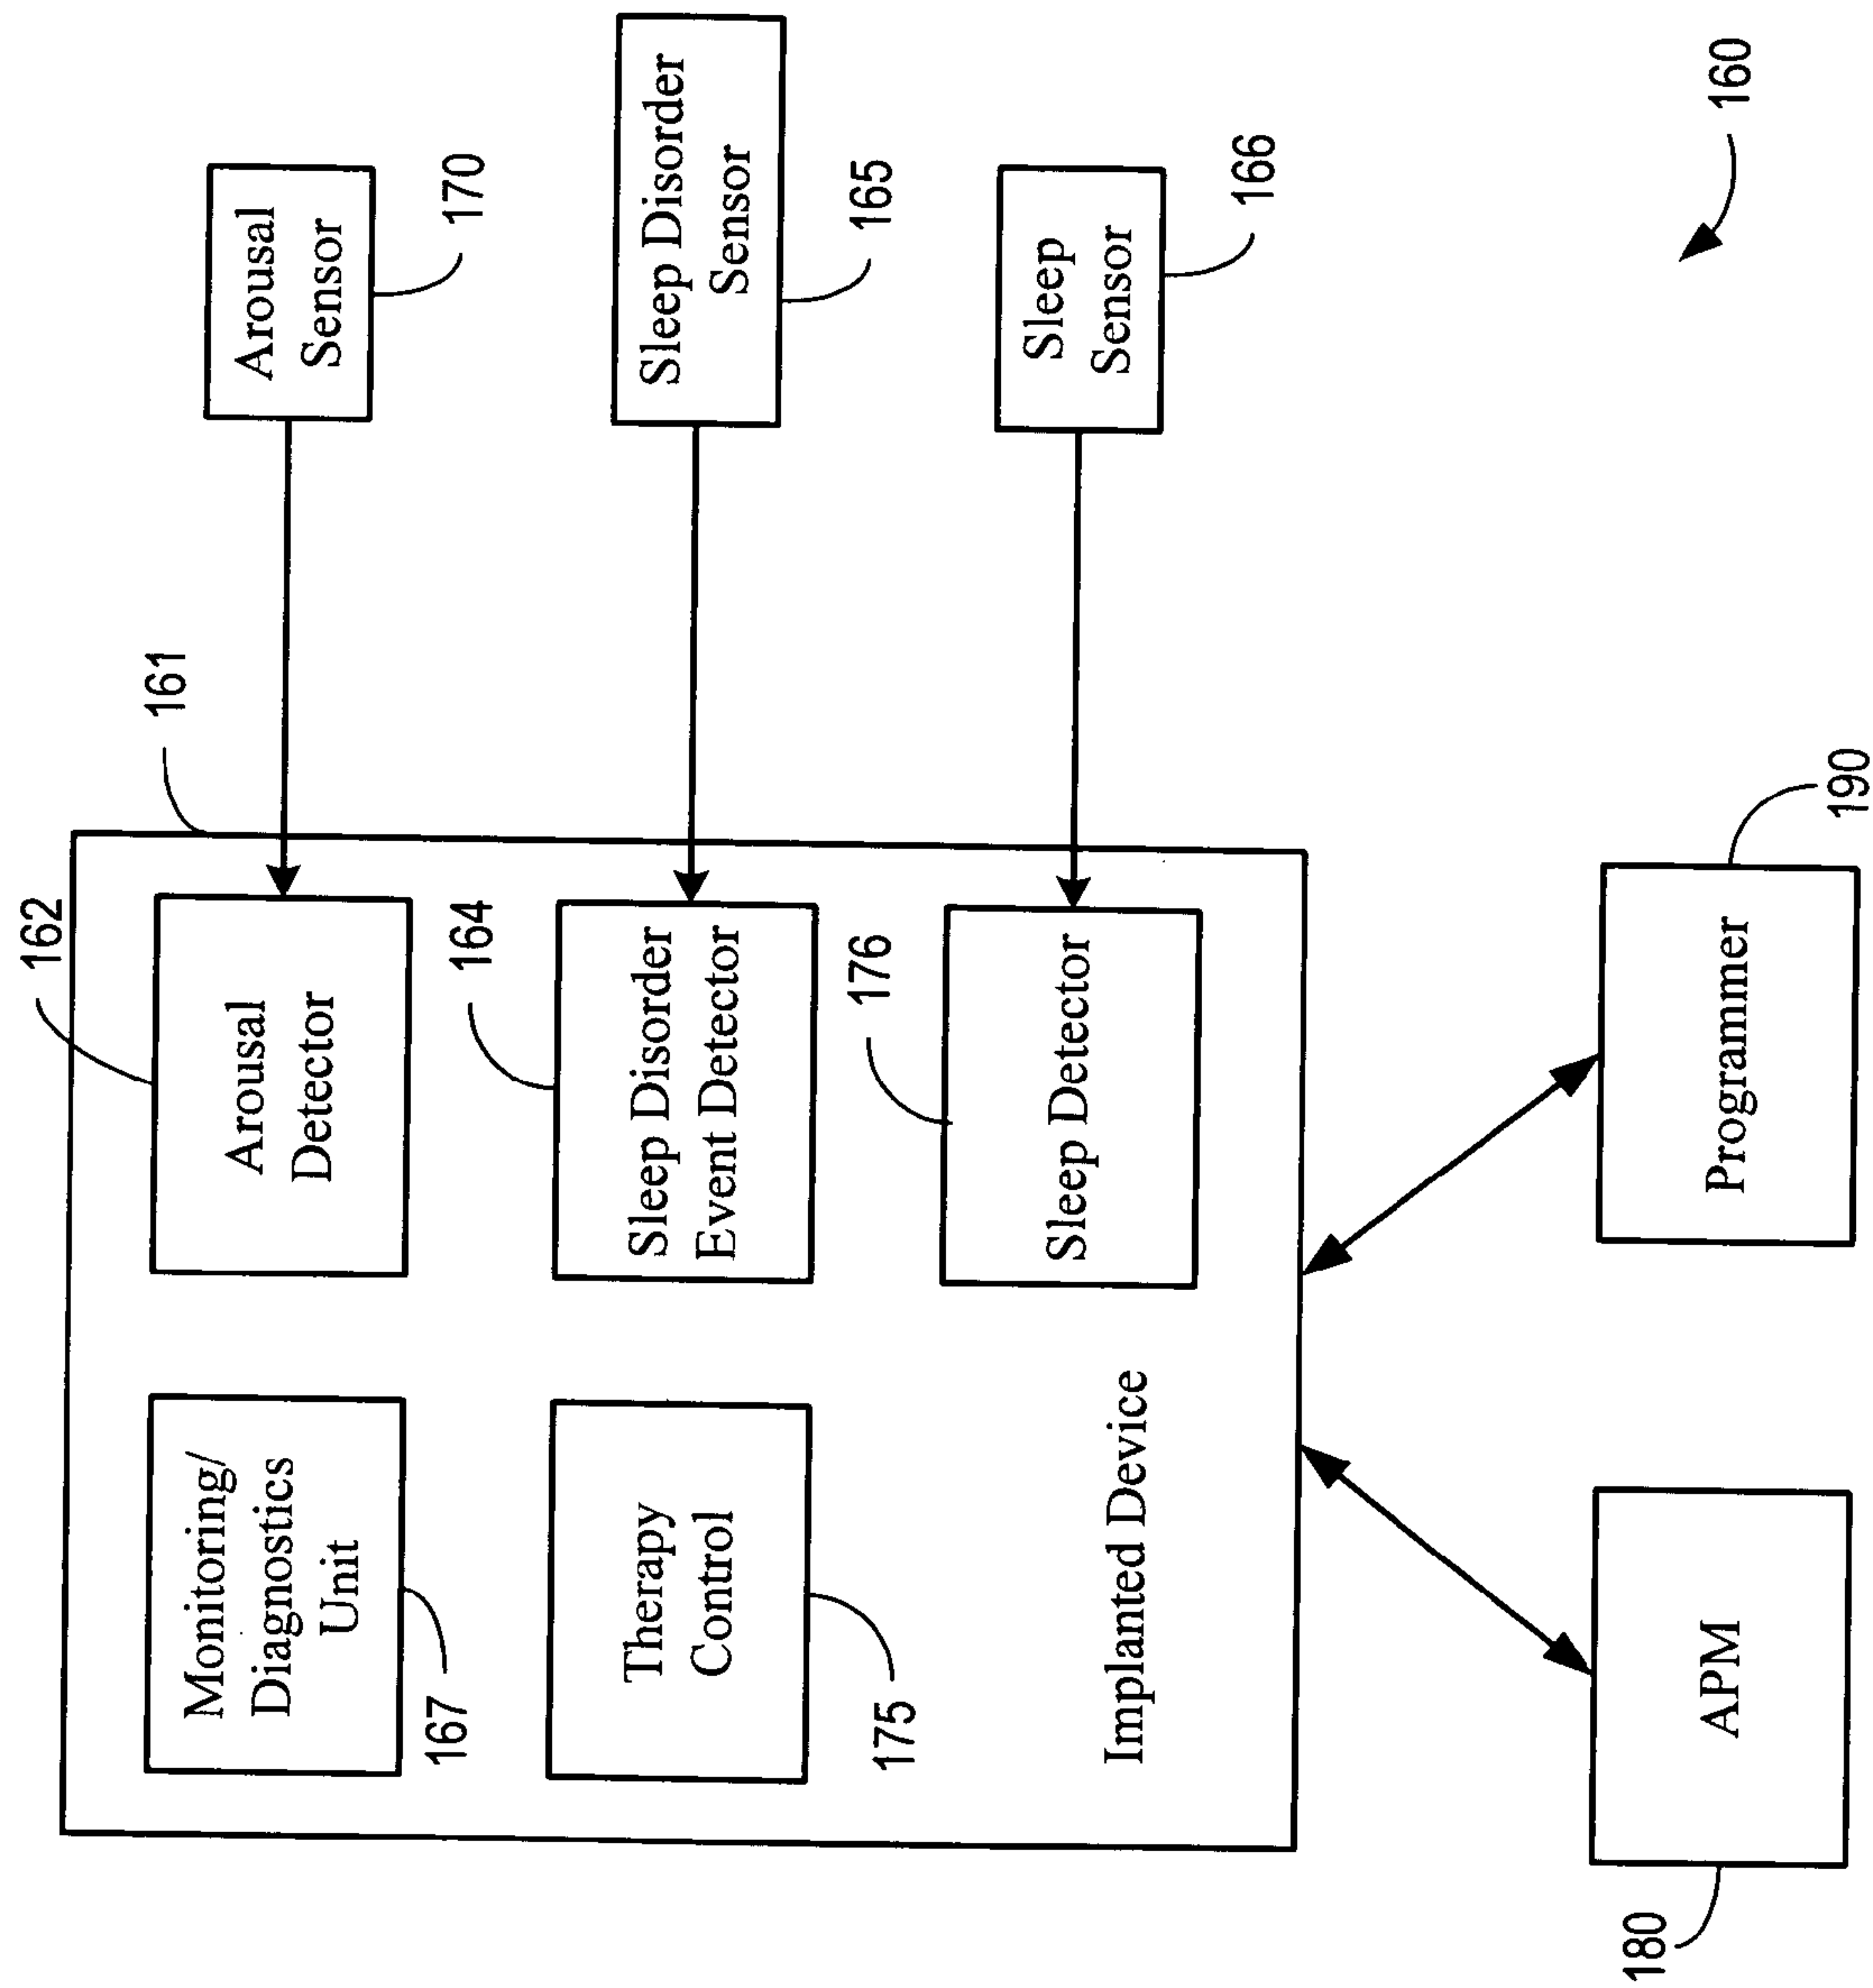 161
162
Monitoring/
Diagnostics
Unit
167
Arousal
Detector
Arousal
Sensor
170
164
Therapy
Control
175
Sleep Disorder
Event Detector
Sleep Disorder
Sensor
165
176
Implanted Device
Sleep Detector
Sleep
Sensor
166
180
APM
Programmer
190
160